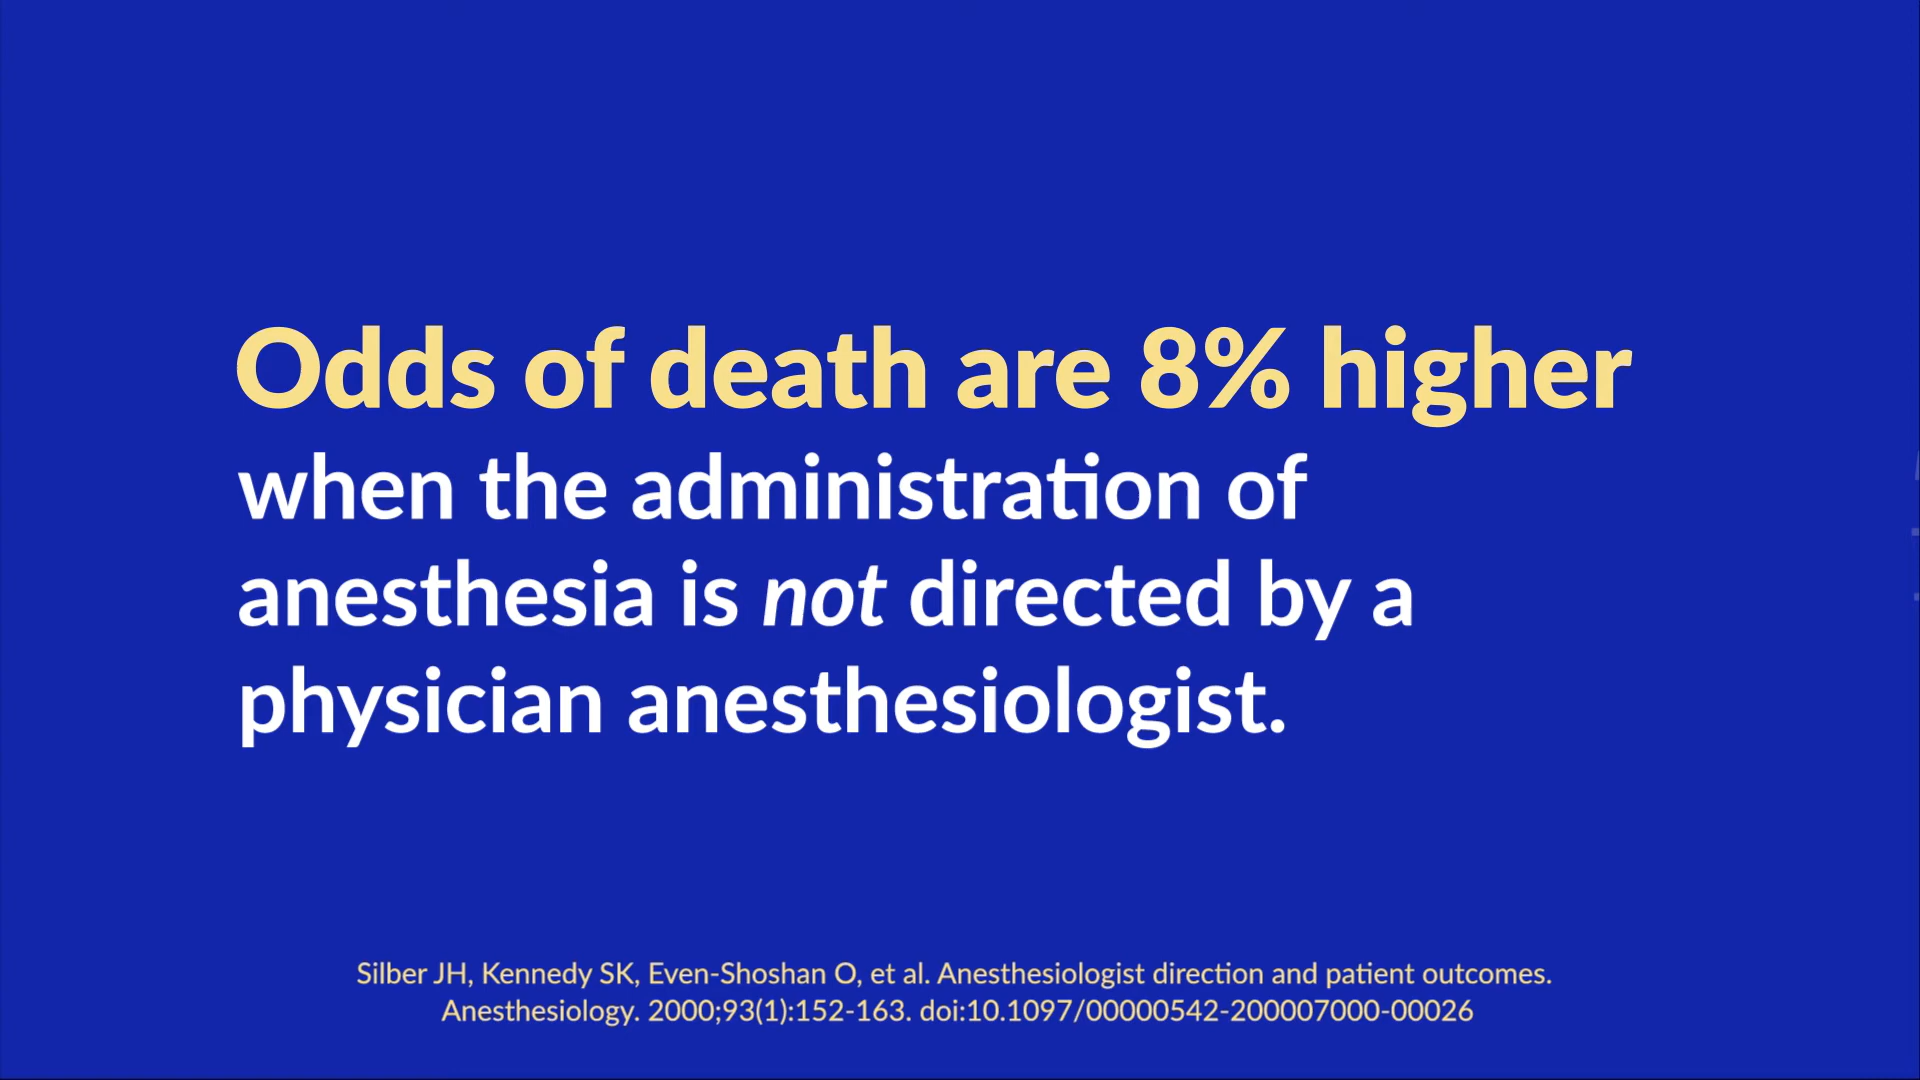 Odds of death are 8% higher
when the administration of
anesthesia is not directed by a
physician anesthesiologist.
Silber JH, Kennedy SK, Even-Shoshan O, et al. Anesthesiologist direction and patient outcomes.
Anesthesiology. 2000;93(1):152-163. doi:10.1097/00000542-200007000-00026